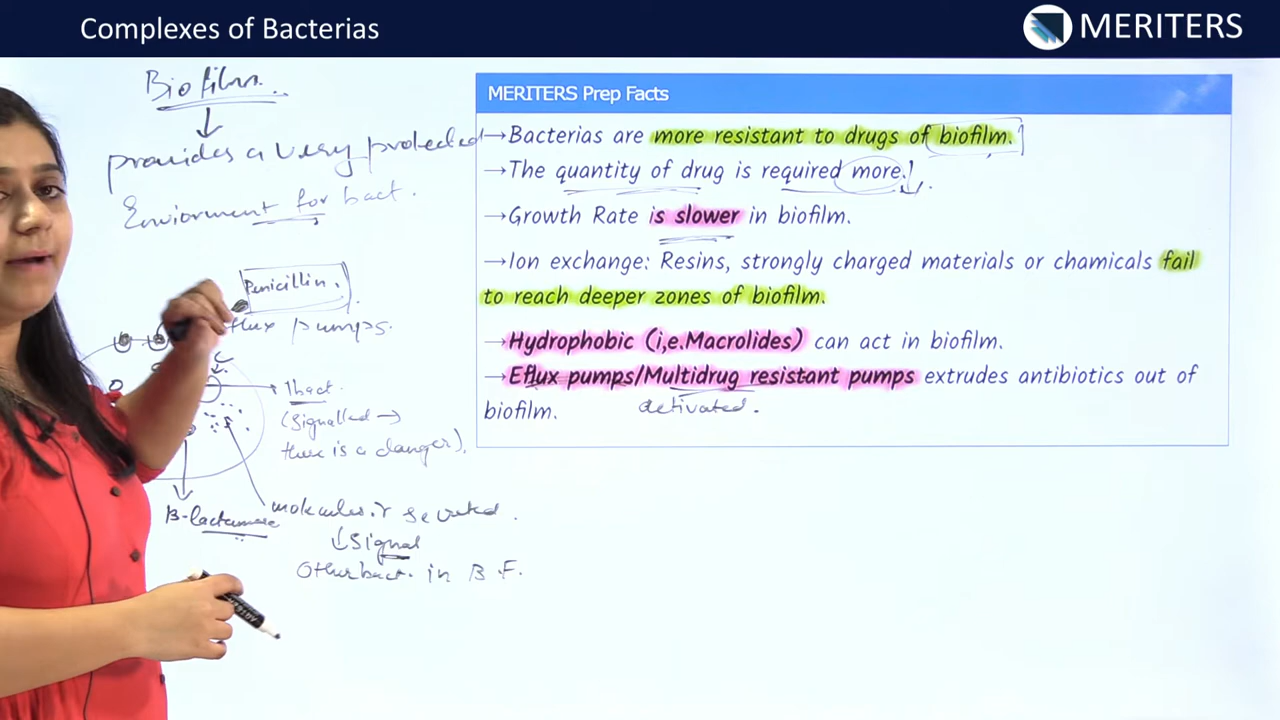 Complexes of Bacterias
MERITERS
Biofilm
provides a very protected
Enviorment for bact.
Penicillin.
flux pumps.
1 bact.
(Signalled →
there is a danger),
B-lactamase
molecules secreted.
↓Signal
Other bact. in B.F.
MERITERS Prep Facts
→Bacterias are more resistant to drugs of biofilm.
→The quantity of drug is required more.
→Growth Rate is slower in biofilm.
→Ion exchange: Resins, strongly charged materials or chamicals fail
to reach deeper zones of biofilm.
→Hydrophobic (i,e.Macrolides) can act in biofilm.
→Eflux pumps/Multidrug resistant pumps extrudes antibiotics out of
biofilm.
activated.